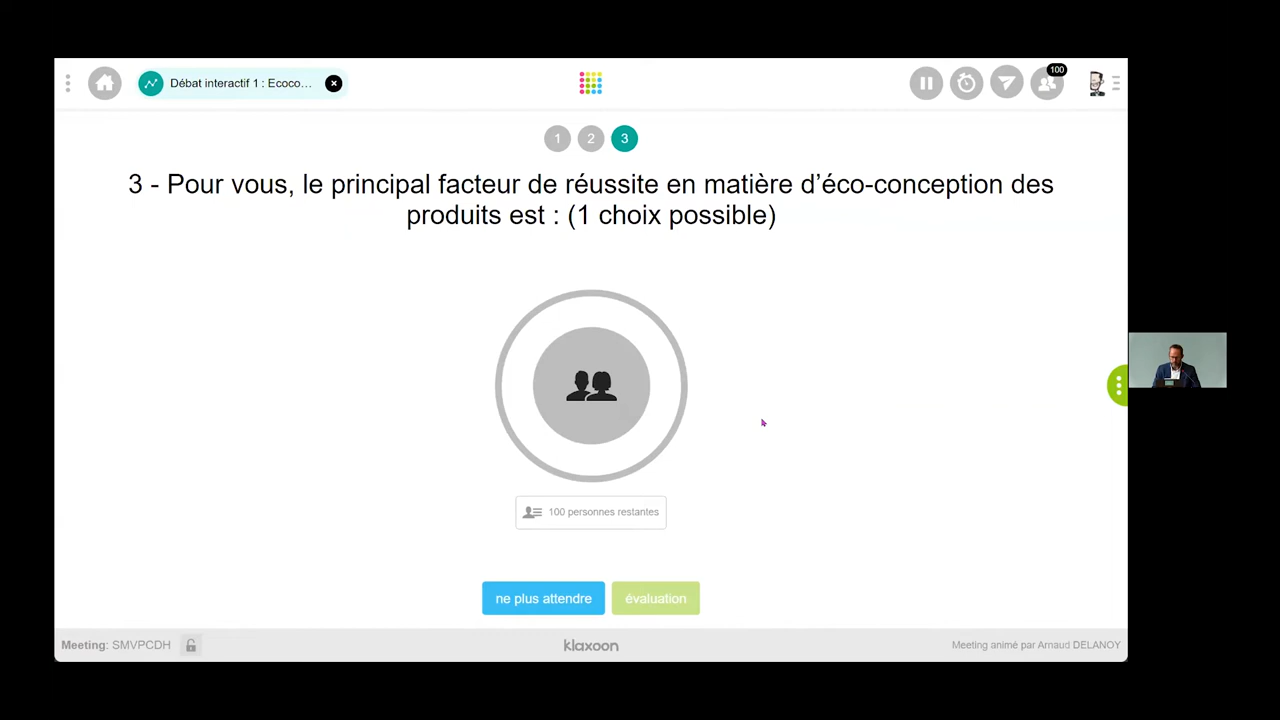 Débat interactif 1 : Ecoco...
100
1 2 3
3 - Pour vous, le principal facteur de réussite en matière d’éco-conception des
produits est : (1 choix possible)
100 personnes restantes
ne plus attendre
évaluation
Meeting: SMVPCDH
klaxoon
Meeting animé par Arnaud DELANOY